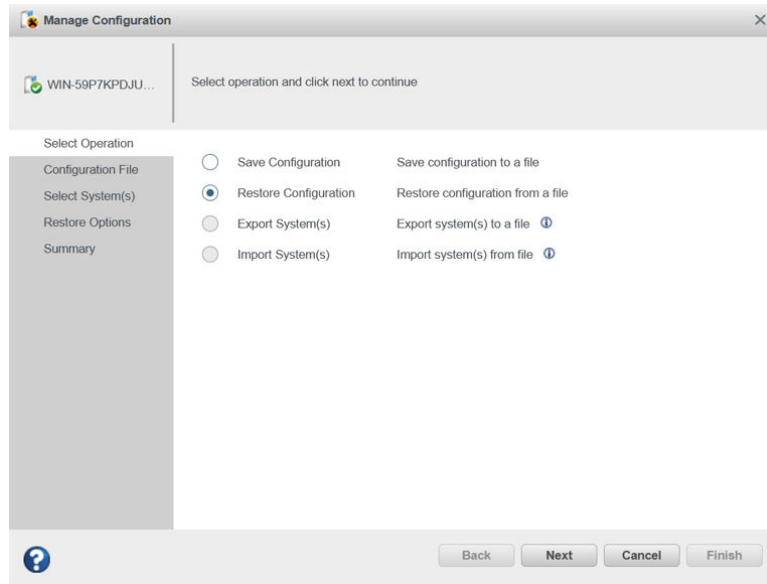 Manage Configuration
WIN-59P7KPDJU...
Select operation and click next to continue
Select Operation
Configuration File
Select System(s)
Restore Options
Summary
Save Configuration Save configuration to a file
Restore Configuration Restore configuration from a file
Export System(s) Export system(s) to a file
Import System(s) Import system(s) from file
Back Next Cancel Finish